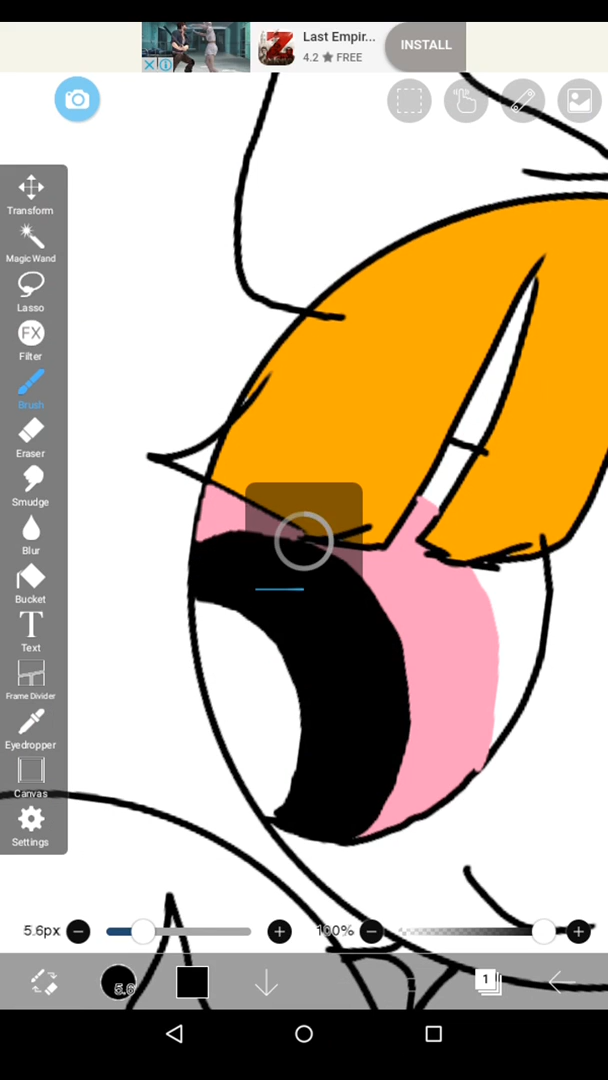 Last Empir...
4.2 ★ FREE
INSTALL
Transform
Magic Wand
Lasso
FX
Filter
Brush
Eraser
Smudge
Blur
Bucket
T
Text
Frame Divider
Eyedropper
Canvas
Settings
5.6px
100%
5.6
1